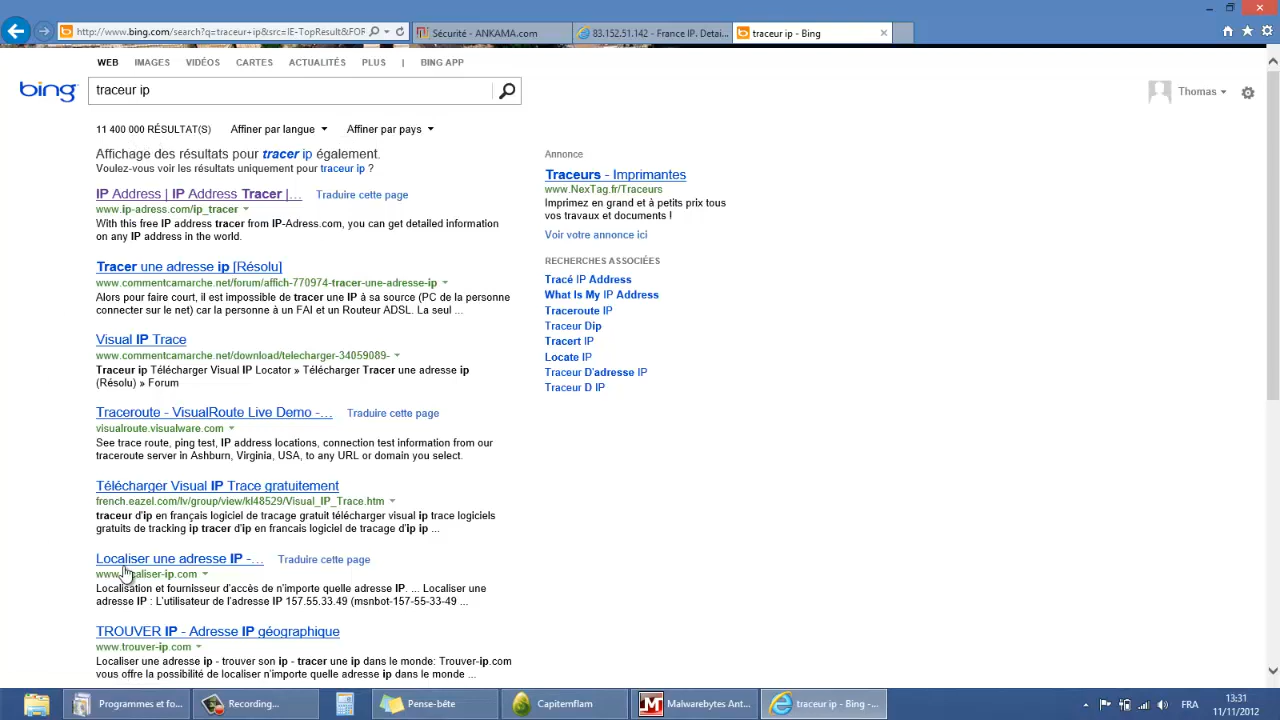 http://www.bing.com/search?q=traceur+ip&src=IE-TopResult&FOR
Sécurité - ANKAMA.com
83.152.51.142 - France IP. Detai...
traceur ip - Bing
WEB IMAGES VIDÉOS CARTES ACTUALITÉS PLUS | BING APP
bing
traceur ip
Thomas
11 400 000 RÉSULTAT(S) Affiner par langue Affiner par pays
Affichage des résultats pour tracer ip également.
Voulez-vous voir les résultats uniquement pour traceur ip ?
IP Address | IP Address Tracer |... Traduire cette page
www.ip-adress.com/ip_tracer
With this free IP address tracer from IP-Adress.com, you can get detailed information
on any IP address in the world.
Tracer une adresse ip [Résolu]
www.commentcamarche.net/forum/affich-770974-tracer-une-adresse-ip
Alors pour faire court, il est impossible de tracer une IP à sa source (PC de la personne
connecter sur le net) car la personne à un FAI et un Routeur ADSL. La seul ...
Visual IP Trace
www.commentcamarche.net/download/telecharger-34059089-
Traceur ip Télécharger Visual IP Locator » Télécharger Tracer une adresse ip
(Résolu) » Forum
Traceroute - VisualRoute Live Demo -... Traduire cette page
visualroute.visualware.com
See trace route, ping test, IP address locations, connection test information from our
traceroute server in Ashburn, Virginia, USA, to any URL or domain you select.
Télécharger Visual IP Trace gratuitement
french.eazel.com/lv/group/view/kl48529/Visual_IP_Trace.htm
traceur d'ip en français logiciel de tracage gratuit télécharger visual ip trace logiciels
gratuits de tracking ip tracer d'ip en francais logiciel de tracage d'ip ip ...
Localiser une adresse IP -... Traduire cette page
www.localiser-ip.com
Localisation et fournisseur d'accès de n'importe quelle adresse IP. ... Localiser une
adresse IP : L'utilisateur de l'adresse IP 157.55.33.49 (msnbot-157-55-33-49 ...
TROUVER IP - Adresse IP géographique
www.trouver-ip.com
Localiser une adresse ip - trouver son ip - tracer une ip dans le monde: Trouver-ip.com
vous offre la possibilité de localiser n'importe quelle adresse ip dans le monde ...
Annonce
Traceurs - Imprimantes
www.NexTag.fr/Traceurs
Imprimez en grand et à petits prix tous
vos travaux et documents !
Voir votre annonce ici
RECHERCHES ASSOCIÉES
Tracé IP Address
What Is My IP Address
Traceroute IP
Traceur Dip
Tracert IP
Locate IP
Traceur D'adresse IP
Traceur D IP
Programmes et fo...
Recording...
Pense-bête
Capitemflam
Malwarebytes Ant...
traceur ip - Bing -...
FRA
13:31
11/11/2012